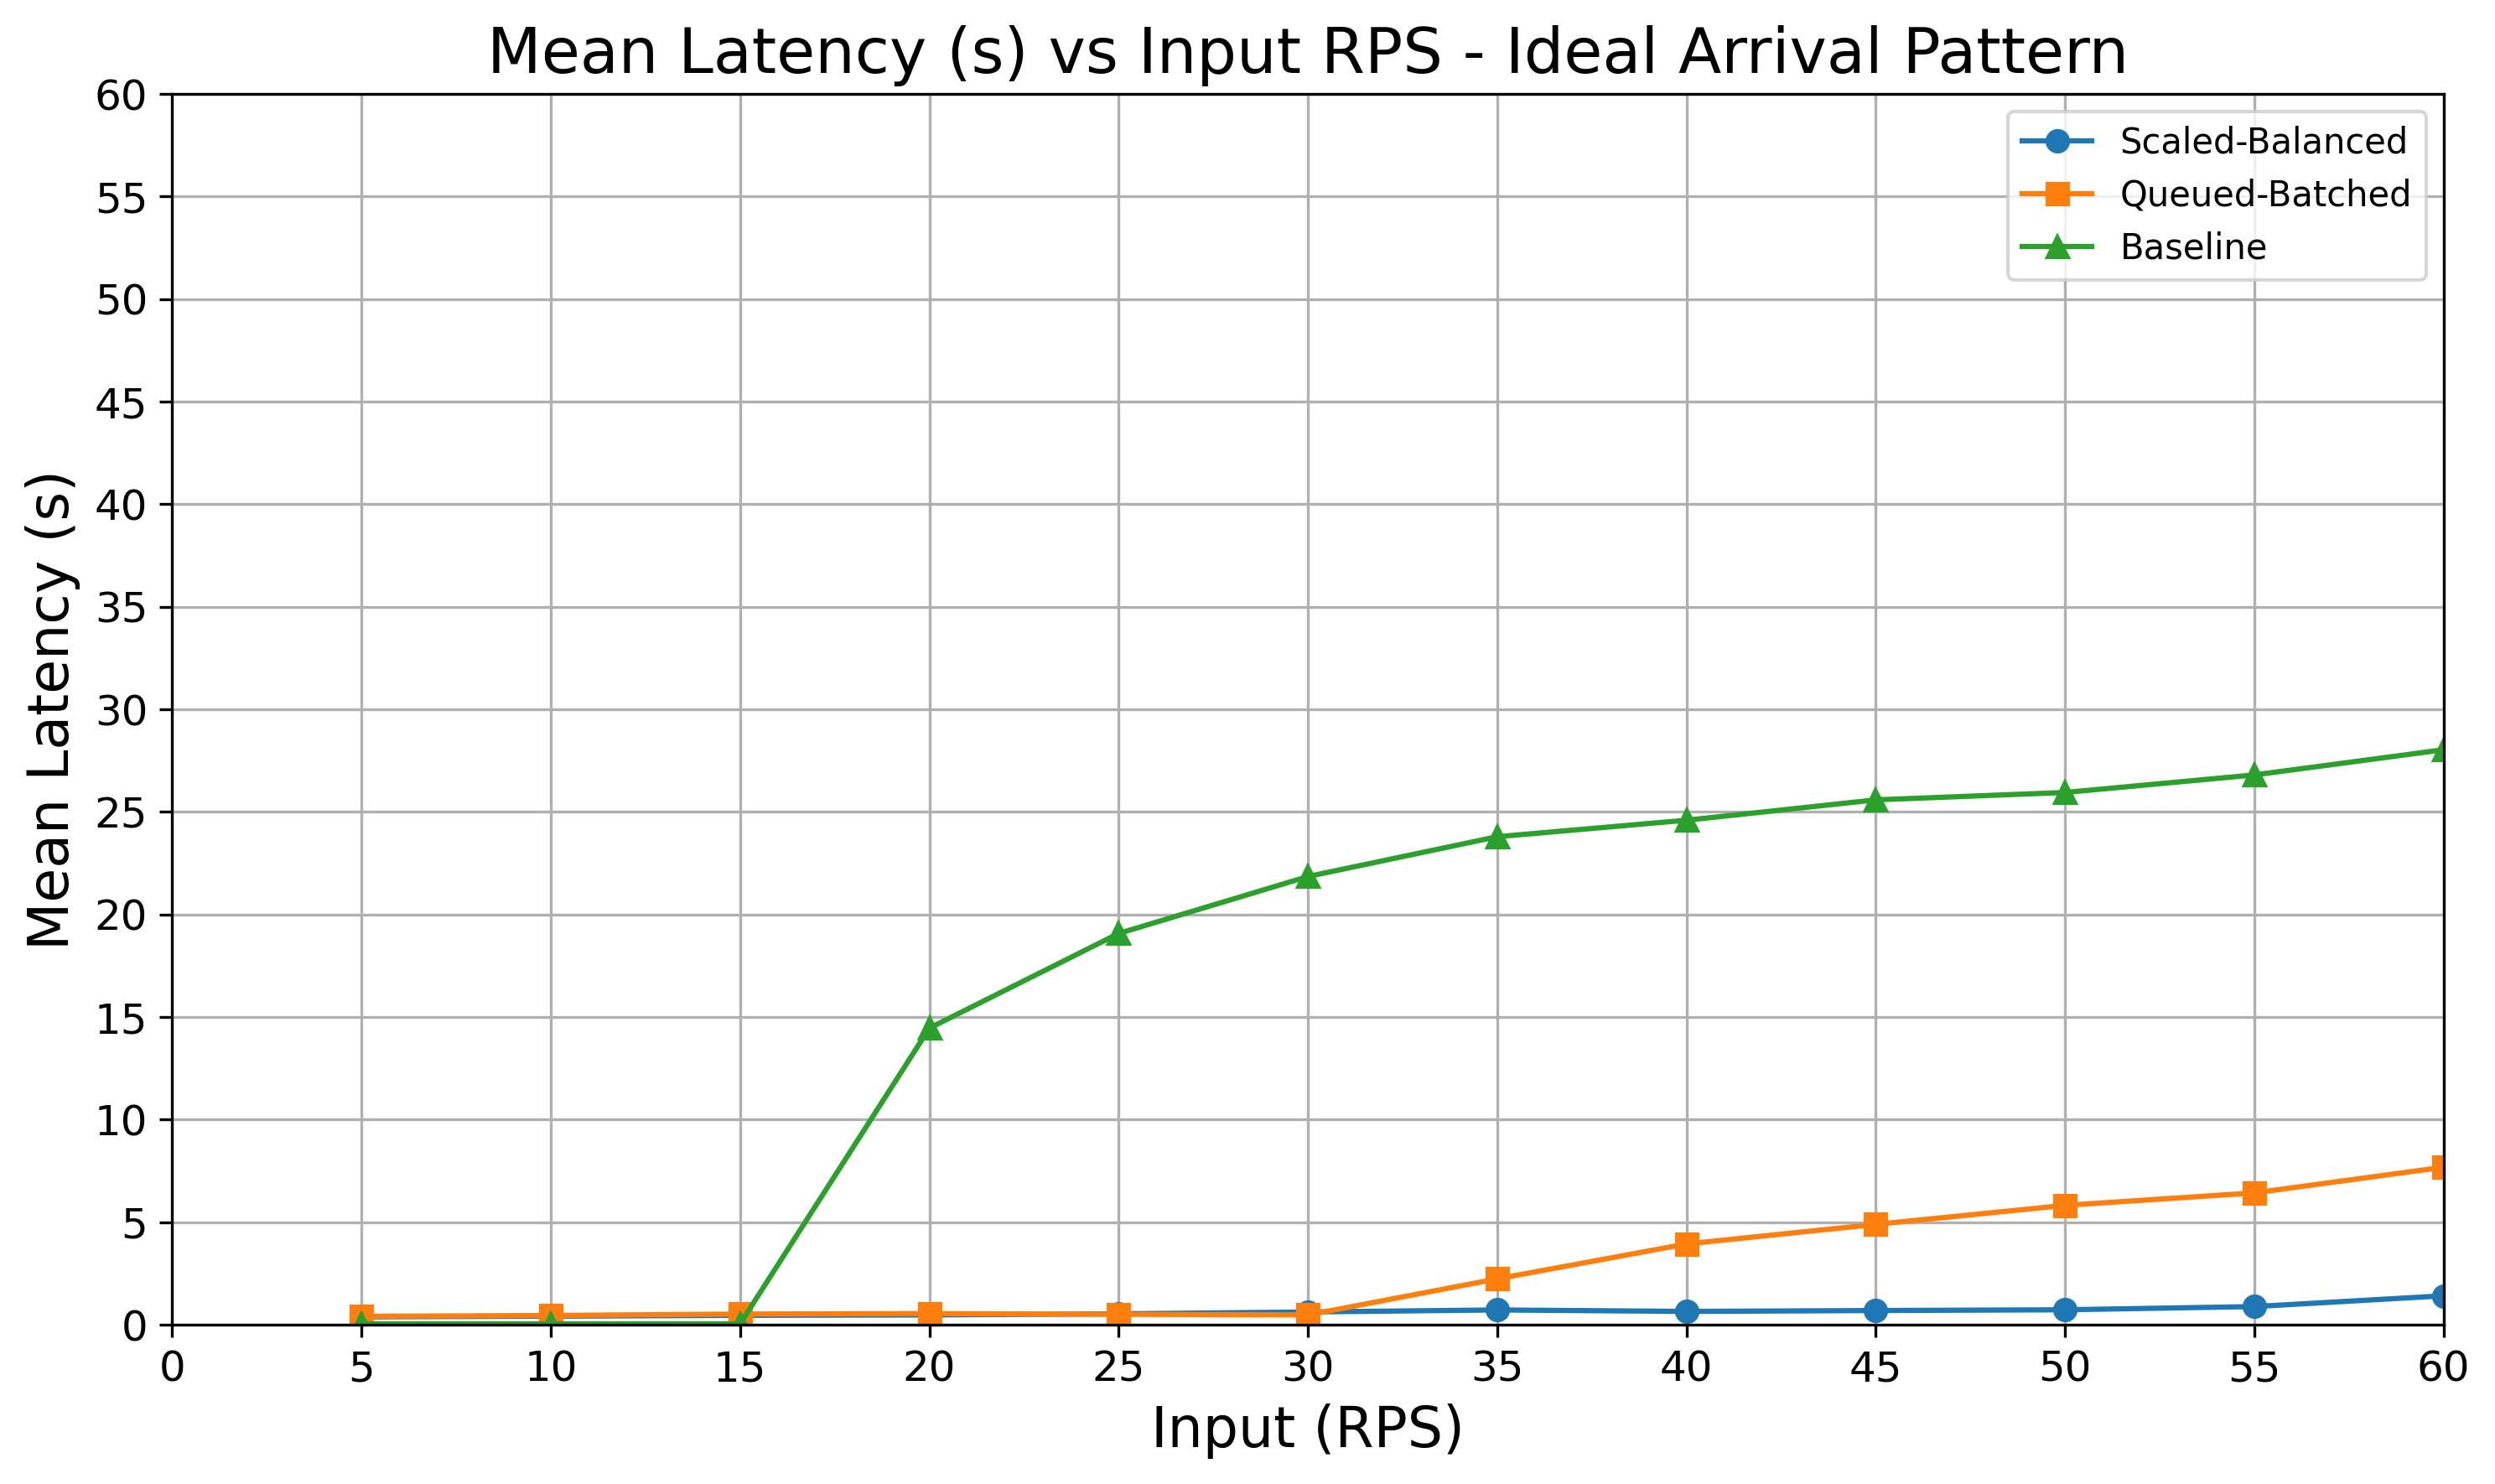 Mean Latency (s) vs Input RPS - Ideal Arrival Pattern
Scaled-Balanced
Queued-Batched
Baseline
Mean Latency (s)
60
55
50
45
40
35
30
25
20
15
10
5
0
0 5 10 15 20 25 30 35 40 45 50 55 60
Input (RPS)